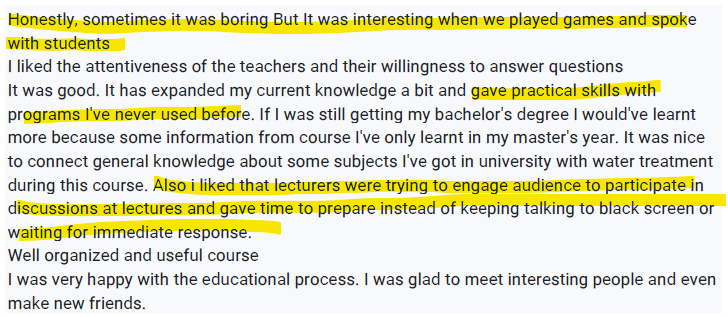 Honestly, sometimes it was boring But It was interesting when we played games and spoke
with students
I liked the attentiveness of the teachers and their willingness to answer questions
It was good. It has expanded my current knowledge a bit and gave practical skills with
programs I've never used before. If I was still getting my bachelor's degree I would've learnt
more because some information from course I've only learnt in my master's year. It was nice
to connect general knowledge about some subjects I've got in university with water treatment
during this course. Also i liked that lecturers were trying to engage audience to participate in
discussions at lectures and gave time to prepare instead of keeping talking to black screen or
waiting for immediate response.
Well organized and useful course
I was very happy with the educational process. I was glad to meet interesting people and even
make new friends.